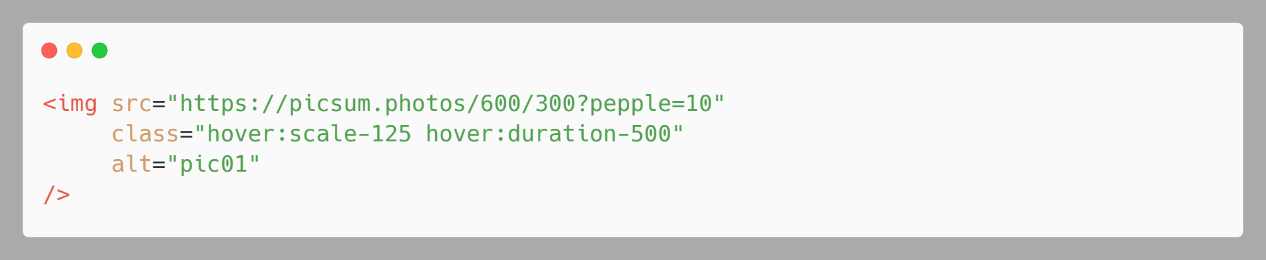 <img src="https://picsum.photos/600/300?pepple=10"
     class="hover:scale-125 hover:duration-500"
     alt="pic01"
/>